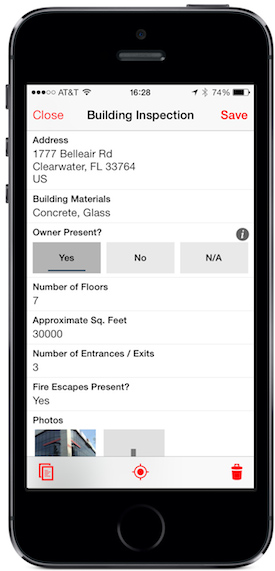 ●●●○○ AT&T 16:28 74%
Close Building Inspection Save
Address
1777 Belleair Rd
Clearwater, FL 33764
US
Building Materials
Concrete, Glass
Owner Present?
Yes No N/A
Number of Floors
7
Approximate Sq. Feet
30000
Number of Entrances / Exits
3
Fire Escapes Present?
Yes
Photos